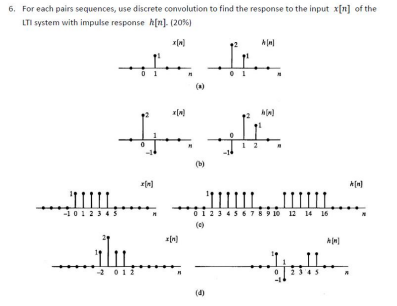 6. For each pairs sequences, use discrete convolution to find the response to the input x[n] of the
LTI system with impulse response h[n]. (20%)
x[n] h[n]
1 2 1
0 1 n 0 1 n
(a)
2 x[n] 2 h[n]
1 0 1
0 -1 n -1 1 2 n
(b)
x[n] h[n]
1 1
-1 0 1 2 3 4 5 n 0 1 2 3 4 5 6 7 8 9 10 12 14 16 n
(c)
2 x[n] h[n]
1 1 1
-2 0 1 2 n 0 -1 2 3 4 5 n
(d)